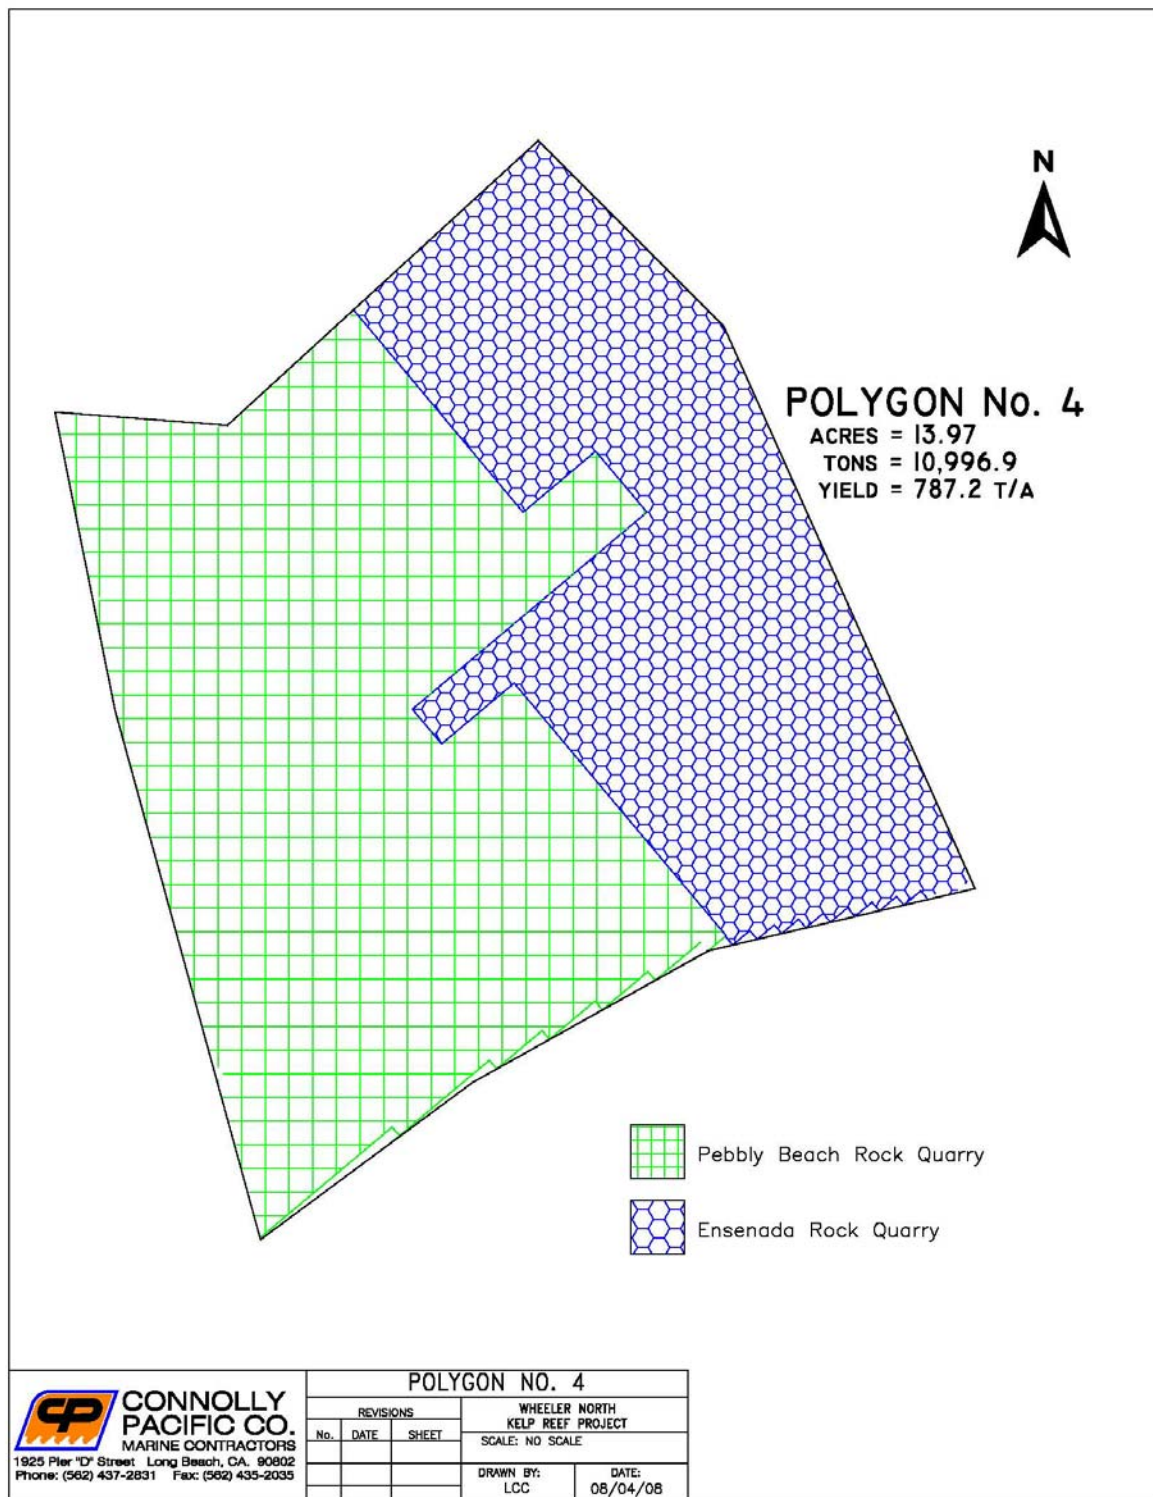 N
POLYGON No. 4
ACRES = 13.97
TONS = 10,996.9
YIELD = 787.2 T/A
Pebbly Beach Rock Quarry
Ensenada Rock Quarry
CP
CONNOLLY
PACIFIC CO.
MARINE CONTRACTORS
1925 Pier "D" Street Long Beach, CA. 90802
Phone: (562) 437-2831 Fax: (562) 435-2035
POLYGON NO. 4
REVISIONS
No. DATE SHEET
WHEELER NORTH
KELP REEF PROJECT
SCALE: NO SCALE
DRAWN BY:
LCC
DATE:
08/04/08